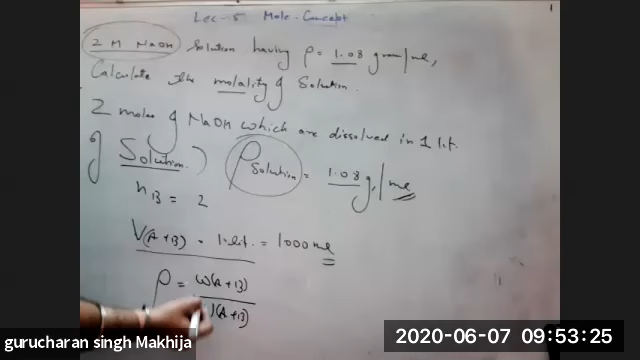 Lec-5 Mole-Concept
1
2 M NaOH Solution having ρ = 1.08 gram/ml,
Calculate the molality of Solution.
2 moles of NaOH which are dissolved in 1 lit.
of Solution.) ρ solution = 1.08 g/ml
nB = 2
V(A+B) = 1 lit. = 1000 ml
ρ = W(A+B)
(A+B)
gurucharan singh Makhija
2020-06-07 09:53:25